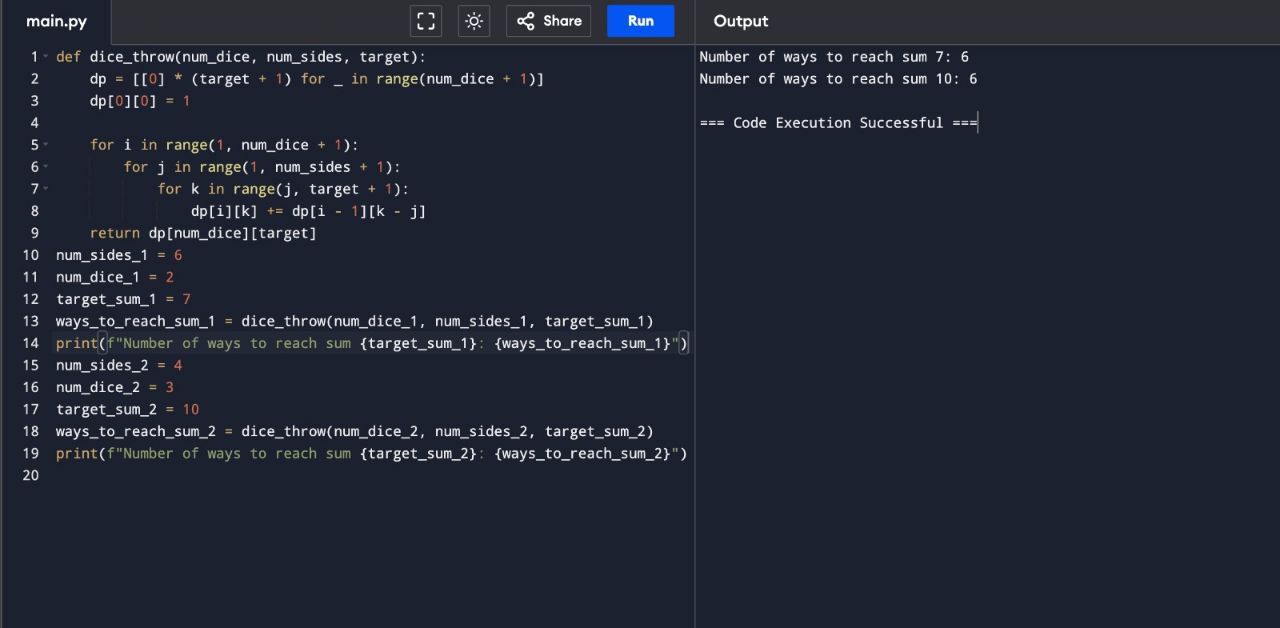 main.py
Share
Run
Output
1 def dice_throw(num_dice, num_sides, target):
2     dp = [[0] * (target + 1) for _ in range(num_dice + 1)]
3     dp[0][0] = 1
4
5     for i in range(1, num_dice + 1):
6         for j in range(1, num_sides + 1):
7             for k in range(j, target + 1):
8                 dp[i][k] += dp[i - 1][k - j]
9     return dp[num_dice][target]
10 num_sides_1 = 6
11 num_dice_1 = 2
12 target_sum_1 = 7
13 ways_to_reach_sum_1 = dice_throw(num_dice_1, num_sides_1, target_sum_1)
14 print(f"Number of ways to reach sum {target_sum_1}: {ways_to_reach_sum_1}")
15 num_sides_2 = 4
16 num_dice_2 = 3
17 target_sum_2 = 10
18 ways_to_reach_sum_2 = dice_throw(num_dice_2, num_sides_2, target_sum_2)
19 print(f"Number of ways to reach sum {target_sum_2}: {ways_to_reach_sum_2}")
20
Number of ways to reach sum 7: 6
Number of ways to reach sum 10: 6
=== Code Execution Successful ===